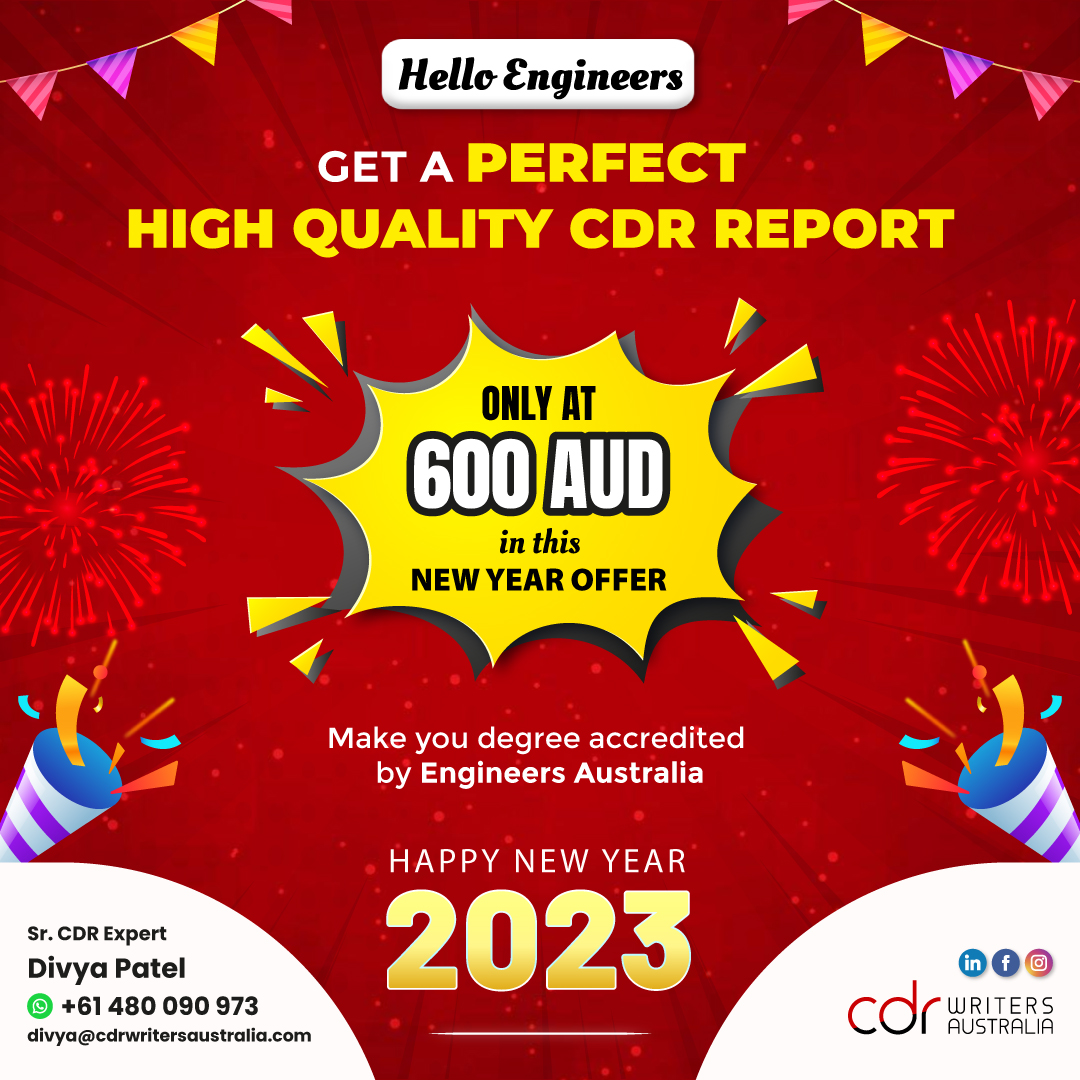 Hello Engineers
GET A PERFECT
HIGH QUALITY CDR REPORT
ONLY AT
600 AUD
in this
NEW YEAR OFFER
Make you degree accredited
by Engineers Australia
HAPPY NEW YEAR
2023
Sr. CDR Expert
Divya Patel
+61 480 090 973
divya@cdrwritersaustralia.com
in f
cdr WRITERS
AUSTRALIA